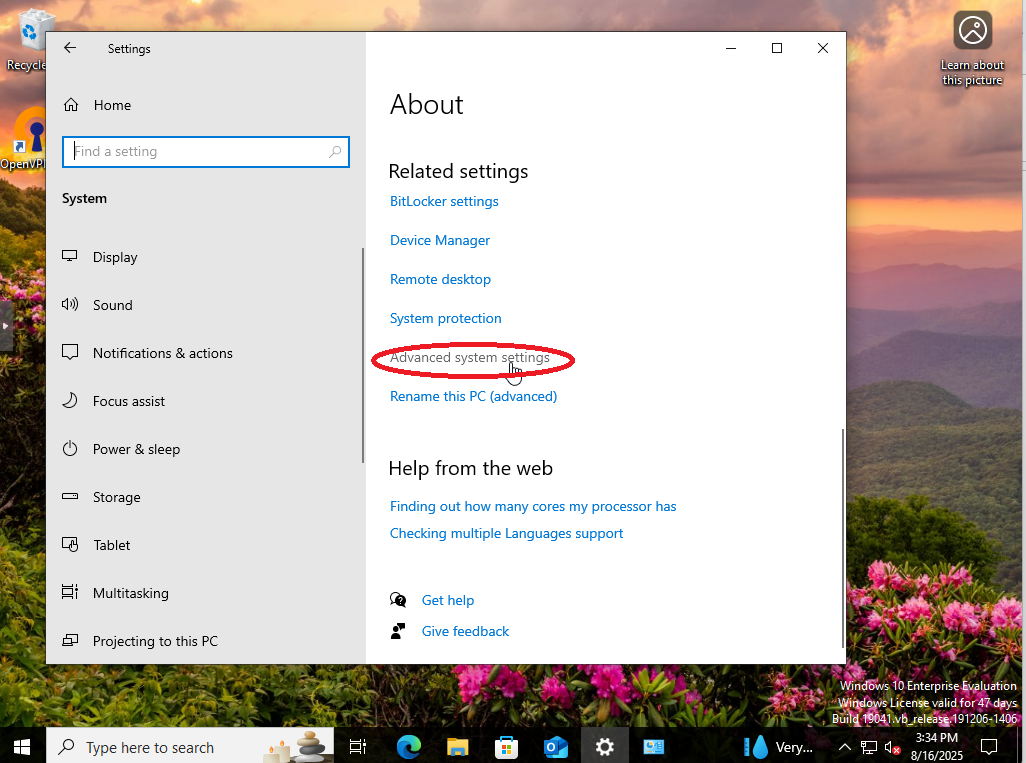 Recycle
OpenVP
Learn about
this picture
Settings
Home
Find a setting
System
Display
Sound
Notifications & actions
Focus assist
Power & sleep
Storage
Tablet
Multitasking
Projecting to this PC
About
Related settings
BitLocker settings
Device Manager
Remote desktop
System protection
Advanced system settings
Rename this PC (advanced)
Help from the web
Finding out how many cores my processor has
Checking multiple Languages support
Get help
Give feedback
Windows 10 Enterprise Evaluation
Windows License valid for 47 days
Build 19041.vb_release.191206-1406
Type here to search
Very...
3:34 PM
8/16/2025